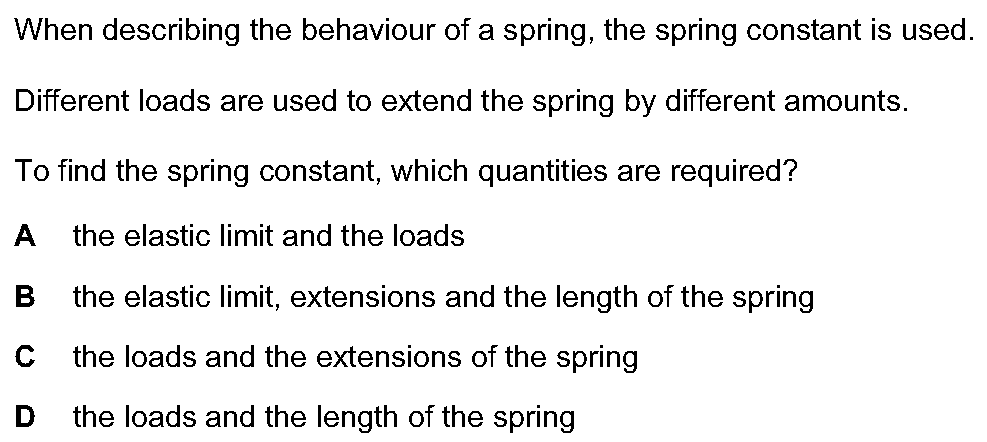 When describing the behaviour of a spring, the spring constant is used.
Different loads are used to extend the spring by different amounts.
To find the spring constant, which quantities are required?
A the elastic limit and the loads
B the elastic limit, extensions and the length of the spring
C the loads and the extensions of the spring
D the loads and the length of the spring